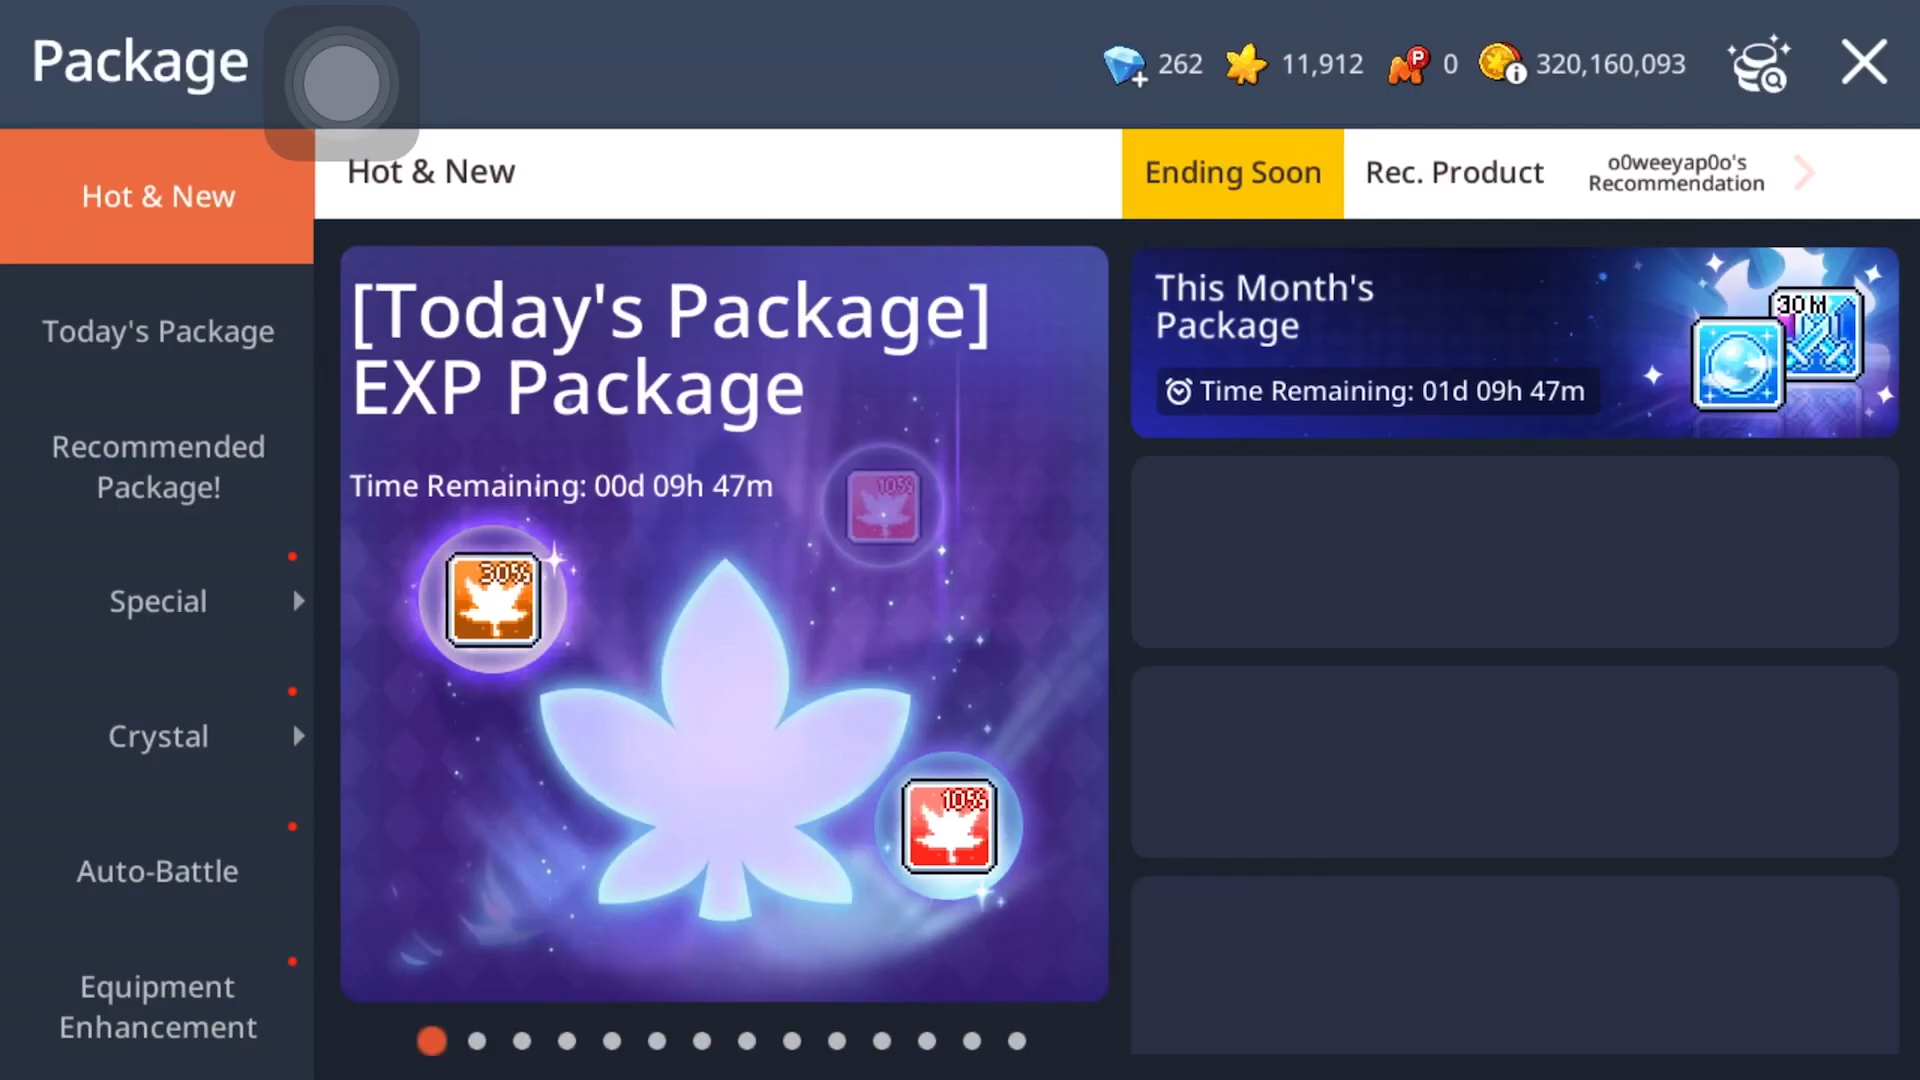 Package
262
11,912
0
320,160,093
Hot & New
Today's Package
Recommended
Package!
Special
Crystal
Auto-Battle
Equipment
Enhancement
Hot & New
Ending Soon
Rec. Product
o0weeyap0o's
Recommendation
[Today's Package]
EXP Package
Time Remaining: 00d 09h 47m
105%
30%
105%
This Month's
Package
Time Remaining: 01d 09h 47m
30 M